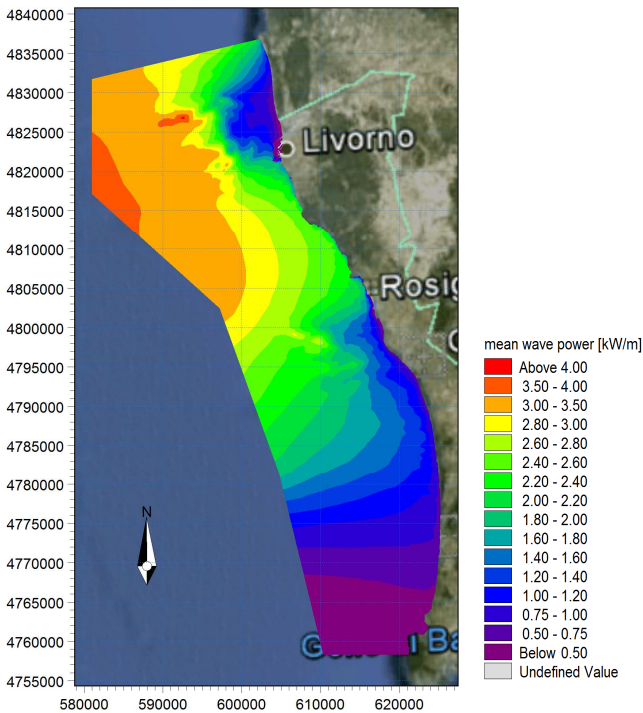 4840000
4835000
4830000
4825000
4820000
4815000
4810000
4805000
4800000
4795000
4790000
4785000
4780000
4775000
4770000
4765000
4760000
4755000
580000 590000 600000 610000 620000
Livorno
Rosig
N
mean wave power [kW/m]
Above 4.00
3.50 - 4.00
3.00 - 3.50
2.80 - 3.00
2.60 - 2.80
2.40 - 2.60
2.20 - 2.40
2.00 - 2.20
1.80 - 2.00
1.60 - 1.80
1.40 - 1.60
1.20 - 1.40
1.00 - 1.20
0.75 - 1.00
0.50 - 0.75
Below 0.50
Undefined Value